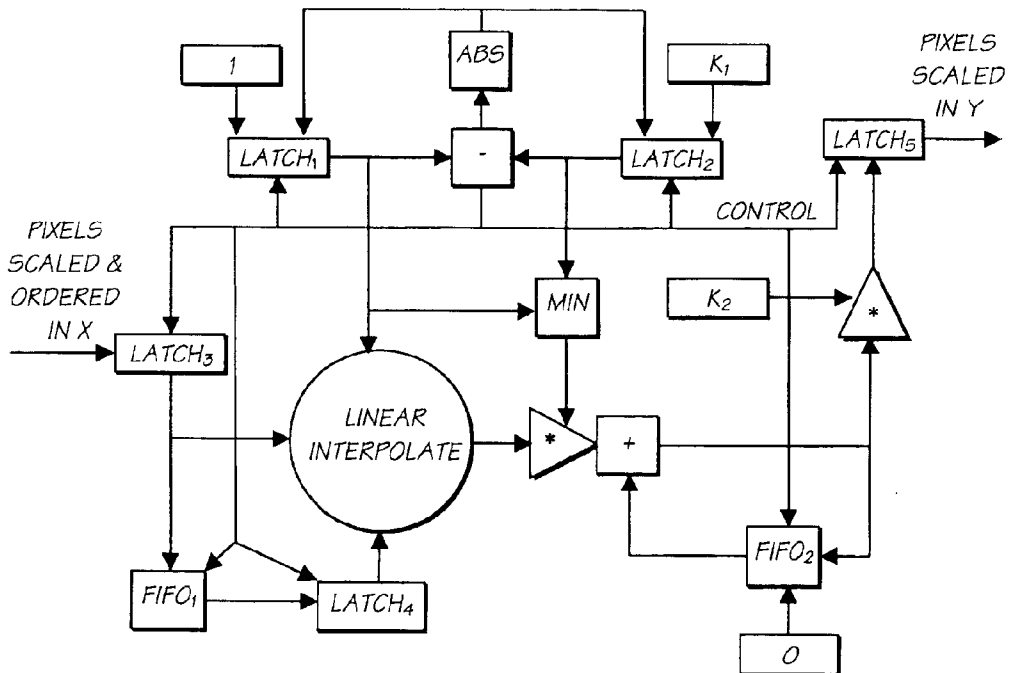 ABS
1
K₁
PIXELS
SCALED
IN Y
LATCH₁
-
LATCH₂
LATCH₅
CONTROL
PIXELS
SCALED &
ORDERED
IN X
MIN
K₂
*
LATCH₃
LINEAR
INTERPOLATE
*
+
FIFO₁
LATCH₄
FIFO₂
0